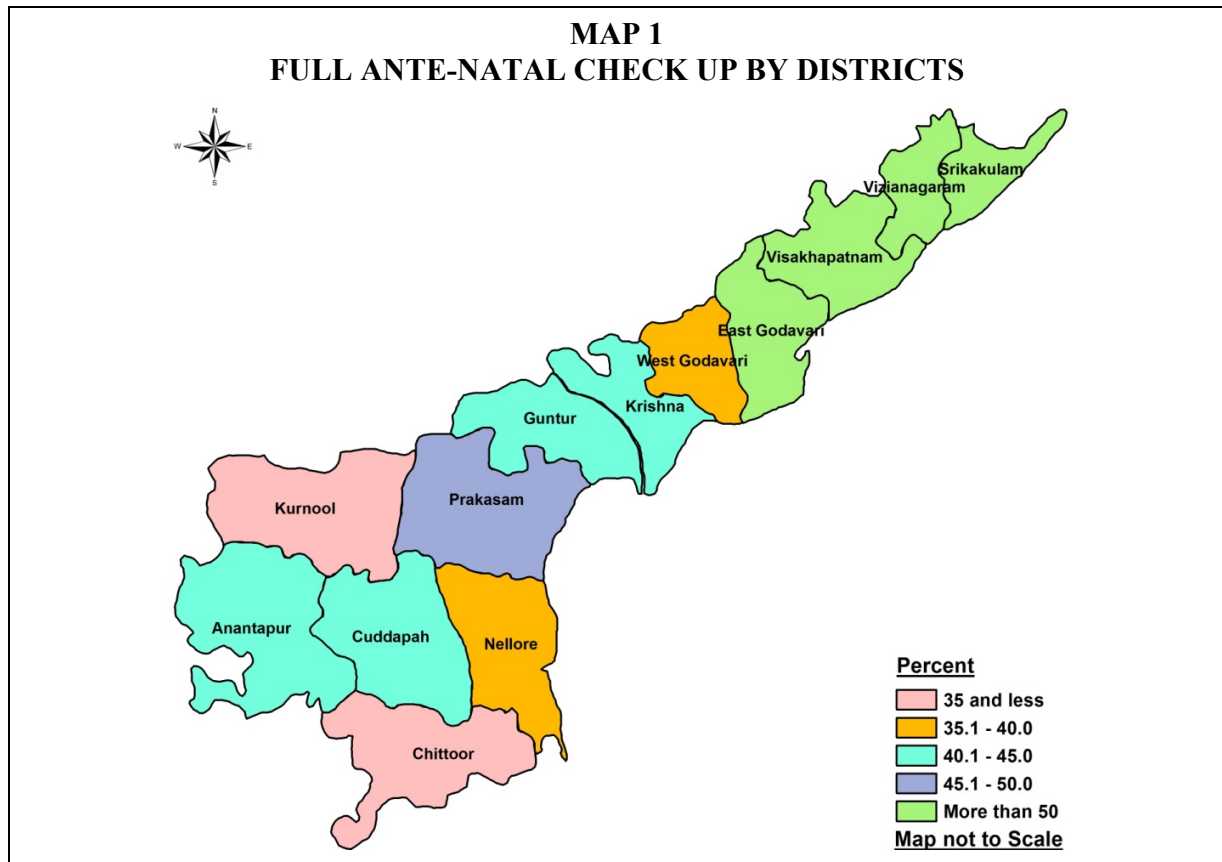 MAP 1
FULL ANTE-NATAL CHECK UP BY DISTRICTS
N
W E
S
Srikakulam
Vizianagaram
Visakhapatnam
East Godavari
West Godavari
Krishna
Guntur
Prakasam
Kurnool
Anantapur
Cuddapah
Nellore
Chittoor
Percent
35 and less
35.1 - 40.0
40.1 - 45.0
45.1 - 50.0
More than 50
Map not to Scale